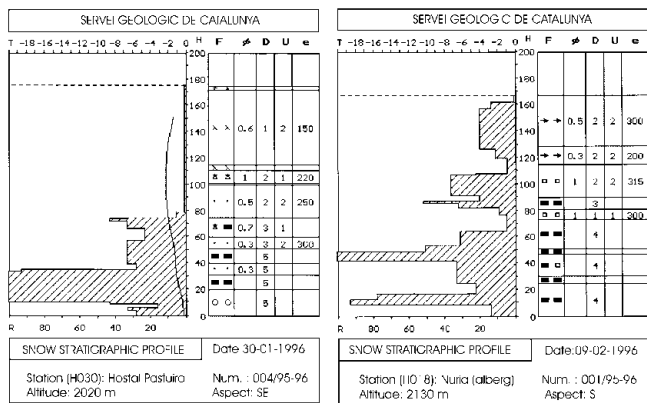 SERVEI GEOLOGIC DE CATALUNYA
T -18 -16 -14 -12 -10 -8 -6 -4 -2 0 H F ø D U e
200
180
160
140
120
100
80
60
40
20
0
0.6 1 2 150
1 2 1 220
0.5 2 2 250
0.7 3 1
0.3 3 2 300
5
0.3 5
5
5
R 80 60 40 20
SNOW STRATIGRAPHIC PROFILE
Date 30-01-1996
Station (H030): Hostal Pastuira
Altitude: 2020 m
Num. : 004/95-96
Aspect: SE
SERVEI GEOLOGIC DE CATALUNYA
T -18 -16 -14 -12 -10 -8 -6 -4 -2 0 H F ø D U e
200
180
160
140
120
100
80
60
40
20
0
0.5 2 2 300
0.3 2 2 200
1 2 2 315
3
1 1 1 300
4
4
4
R 80 60 40 20
SNOW STRATIGRAPHIC PROFILE
Date:09-02-1996
Station (H018): Nuria (alberg)
Altitude: 2130 m
Num. : 001/95-96
Aspect: S